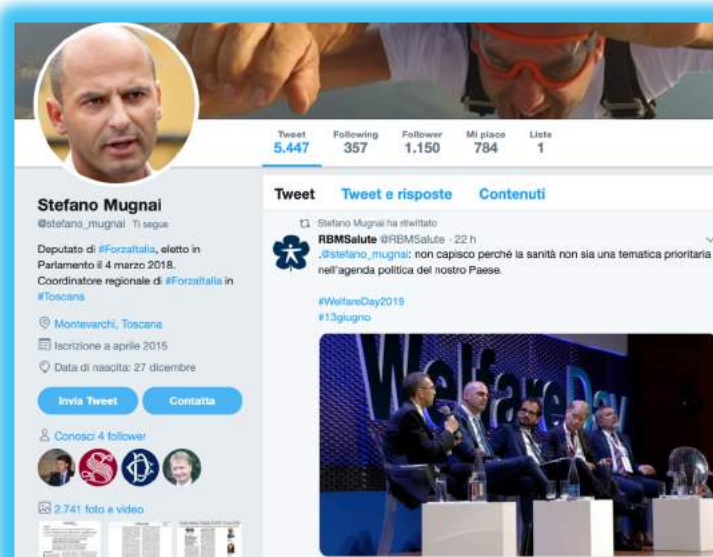 Tweet Following Follower Mi piace Liste
5.447 357 1.150 784 1
Stefano Mugnai
@stefano_mugnai Ti segue
Deputato di #ForzaItalia, eletto in
Parlamento il 4 marzo 2018.
Coordinatore regionale di #ForzaItalia in
#Toscana
Montevarchi, Toscana
Iscrizione a aprile 2015
Data di nascita: 27 dicembre
Invia Tweet Contatta
Conosci 4 follower
2.741 foto e video
Tweet Tweet e risposte Contenuti
Stefano Mugnai ha ritwittato
RBMSalute @RBMSalute · 22 h
.@stefano_mugnai: non capisco perché la sanità non sia una tematica prioritaria
nell'agenda politica del nostro Paese.
#WelfareDay2019
#13giugno
WelfareDay